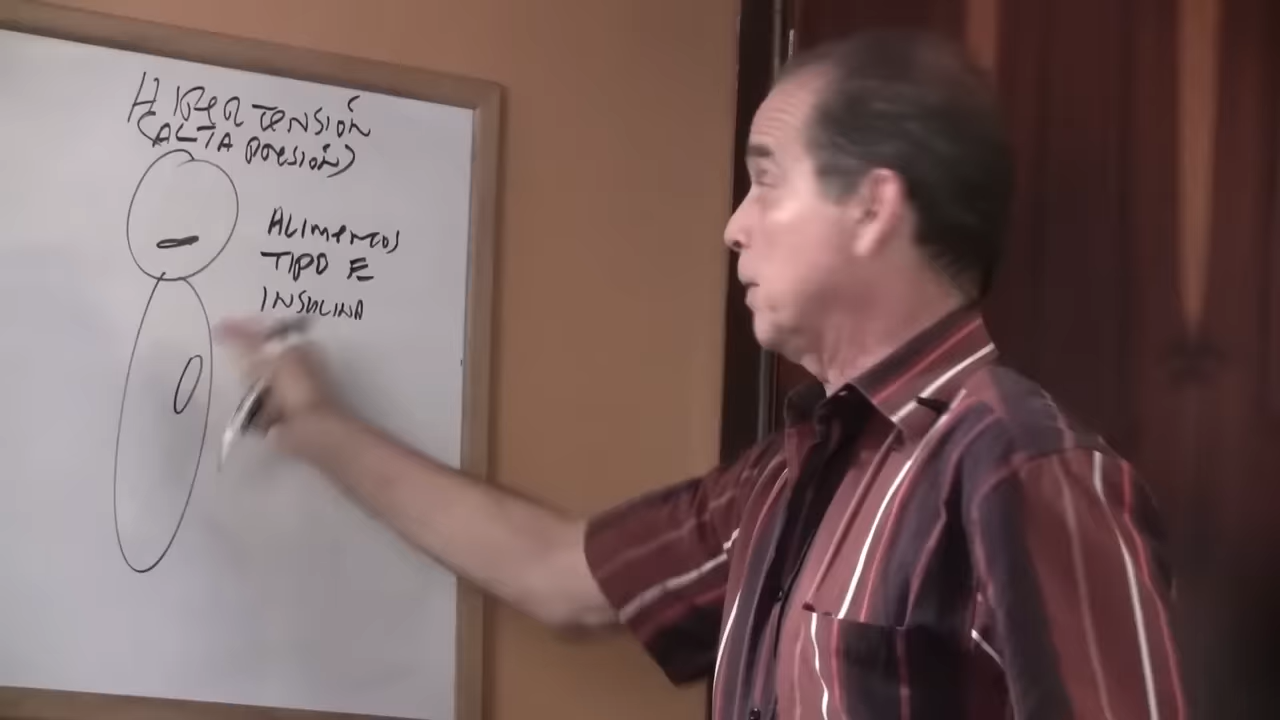 HIPERTENSIÓN
(ALTA PRESIÓN)
ALIMENTOS
TIPO E
INSULINA